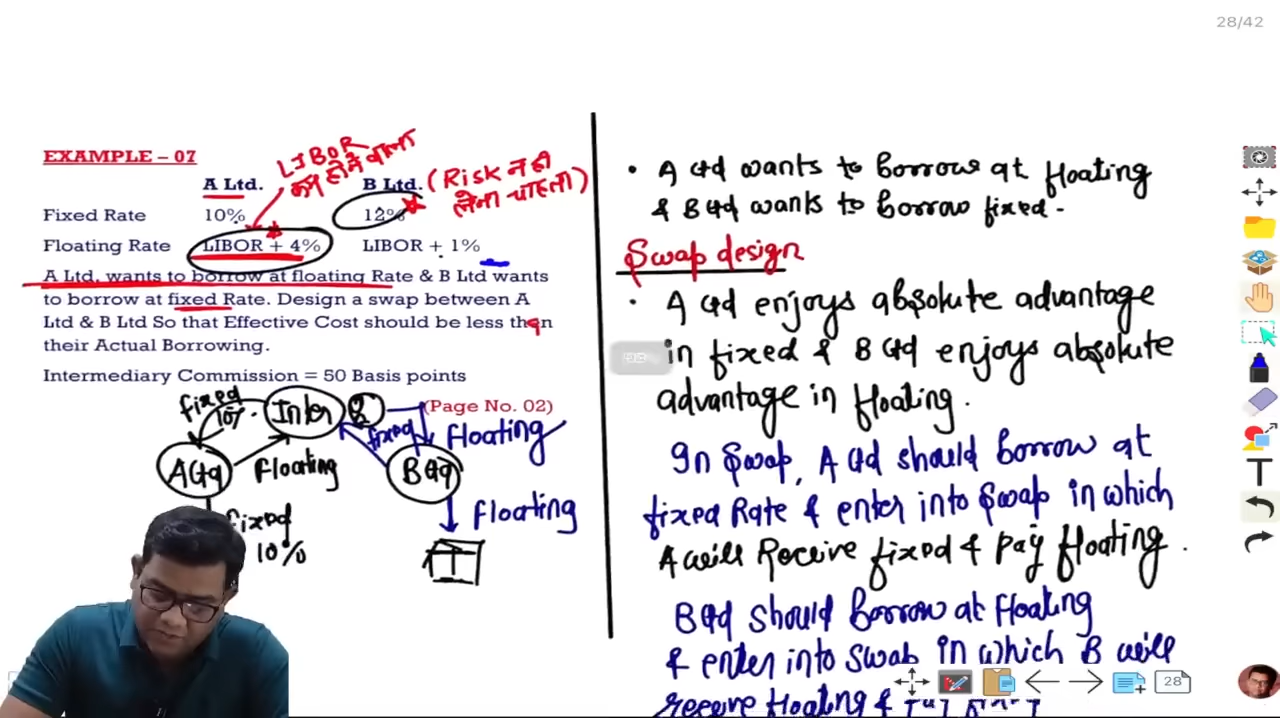 28/42
EXAMPLE – 07
LIBOR
कम होने वाला
A Ltd.
B Ltd.
(Risk नही
लेना चाहता)
Fixed Rate 10% 12%
Floating Rate LIBOR + 4% LIBOR + 1%
A Ltd. wants to borrow at floating Rate & B Ltd wants
to borrow at fixed Rate. Design a swap between A
Ltd & B Ltd So that Effective Cost should be less than
their Actual Borrowing.
Intermediary Commission = 50 Basis points
(Page No. 02)
fixed
10%.
Inter
fixed
Floating
A Ltd
Floating
B Ltd
fixed
10%
Floating
• A Ltd wants to borrow at floating
& B Ltd wants to borrow fixed.
Swap design
• A Ltd enjoys absolute advantage
in fixed & B Ltd enjoys absolute
advantage in floating.
In Swap, A Ltd should borrow at
fixed Rate & enter into Swap in which
A will Receive fixed & pay floating.
B Ltd should Borrow at Floating
& enter into swap in which B will
receive floating &
T
28